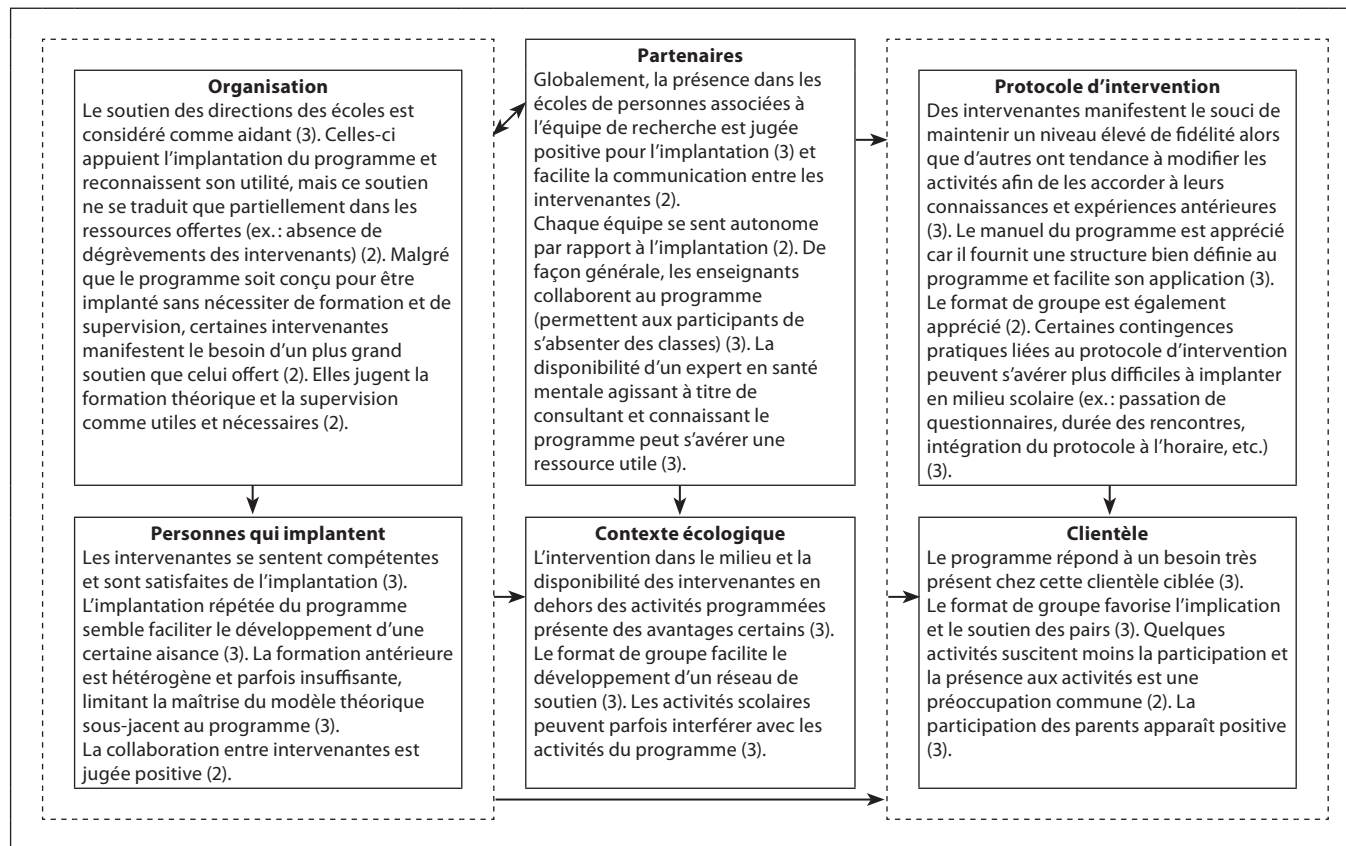 Organisation
Le soutien des directions des écoles est
considéré comme aidant (3). Celles-ci
appuient l’implantation du programme et
reconnaissent son utilité, mais ce soutien
ne se traduit que partiellement dans les
ressources offertes (ex. : absence de
dégrèvements des intervenants) (2). Malgré
que le programme soit conçu pour être
implanté sans nécessiter de formation et de
supervision, certaines intervenantes
manifestent le besoin d’un plus grand
soutien que celui offert (2). Elles jugent la
formation théorique et la supervision
comme utiles et nécessaires (2).
Partenaires
Globalement, la présence dans les
écoles de personnes associées à
l’équipe de recherche est jugée
positive pour l’implantation (3) et
facilite la communication entre les
intervenantes (2).
Chaque équipe se sent autonome
par rapport à l’implantation (2). De
façon générale, les enseignants
collaborent au programme
(permettent aux participants de
s’absenter des classes) (3). La
disponibilité d’un expert en santé
mentale agissant à titre de
consultant et connaissant le
programme peut s’avérer une
ressource utile (3).
Protocole d’intervention
Des intervenantes manifestent le souci de
maintenir un niveau élevé de fidélité alors
que d’autres ont tendance à modifier les
activités afin de les accorder à leurs
connaissances et expériences antérieures
(3). Le manuel du programme est apprécié
car il fournit une structure bien définie au
programme et facilite son application (3).
Le format de groupe est également
apprécié (2). Certaines contingences
pratiques liées au protocole d’intervention
peuvent s’avérer plus difficiles à implanter
en milieu scolaire (ex. : passation de
questionnaires, durée des rencontres,
intégration du protocole à l’horaire, etc.)
(3).
Personnes qui implantent
Les intervenantes se sentent compétentes
et sont satisfaites de l’implantation (3).
L’implantation répétée du programme
semble faciliter le développement d’une
certaine aisance (3). La formation antérieure
est hétérogène et parfois insuffisante,
limitant la maîtrise du modèle théorique
sous-jacent au programme (3).
La collaboration entre intervenantes est
jugée positive (2).
Contexte écologique
L’intervention dans le milieu et la
disponibilité des intervenantes en
dehors des activités programmées
présente des avantages certains (3).
Le format de groupe facilite le
développement d’un réseau de
soutien (3). Les activités scolaires
peuvent parfois interférer avec les
activités du programme (3).
Clientèle
Le programme répond à un besoin très
présent chez cette clientèle ciblée (3).
Le format de groupe favorise l’implication
et le soutien des pairs (3). Quelques
activités suscitent moins la participation et
la présence aux activités est une
préoccupation commune (2). La
participation des parents apparaît positive
(3).